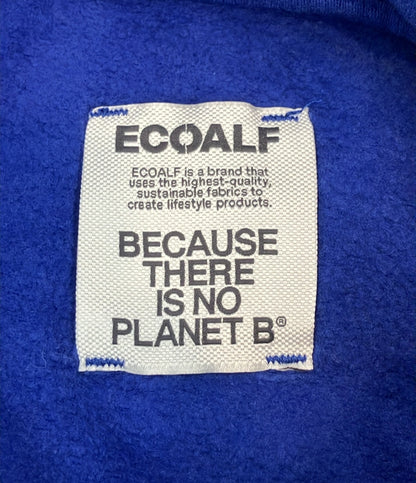 ECOALF
ECOALF is a brand that
uses the highest-quality,
sustainable fabrics to
create lifestyle products.
BECAUSE
THERE
IS NO
PLANET B®